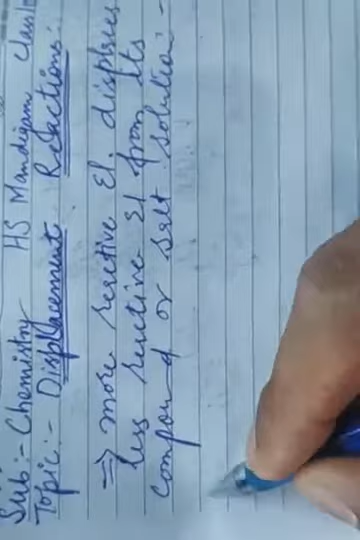 Sub:- Chemistry HS Mandigam
Topic:- Displacement Reactions:-
⇒ more reactive El. displaces
less reactive El from its
compound or salt solution:-